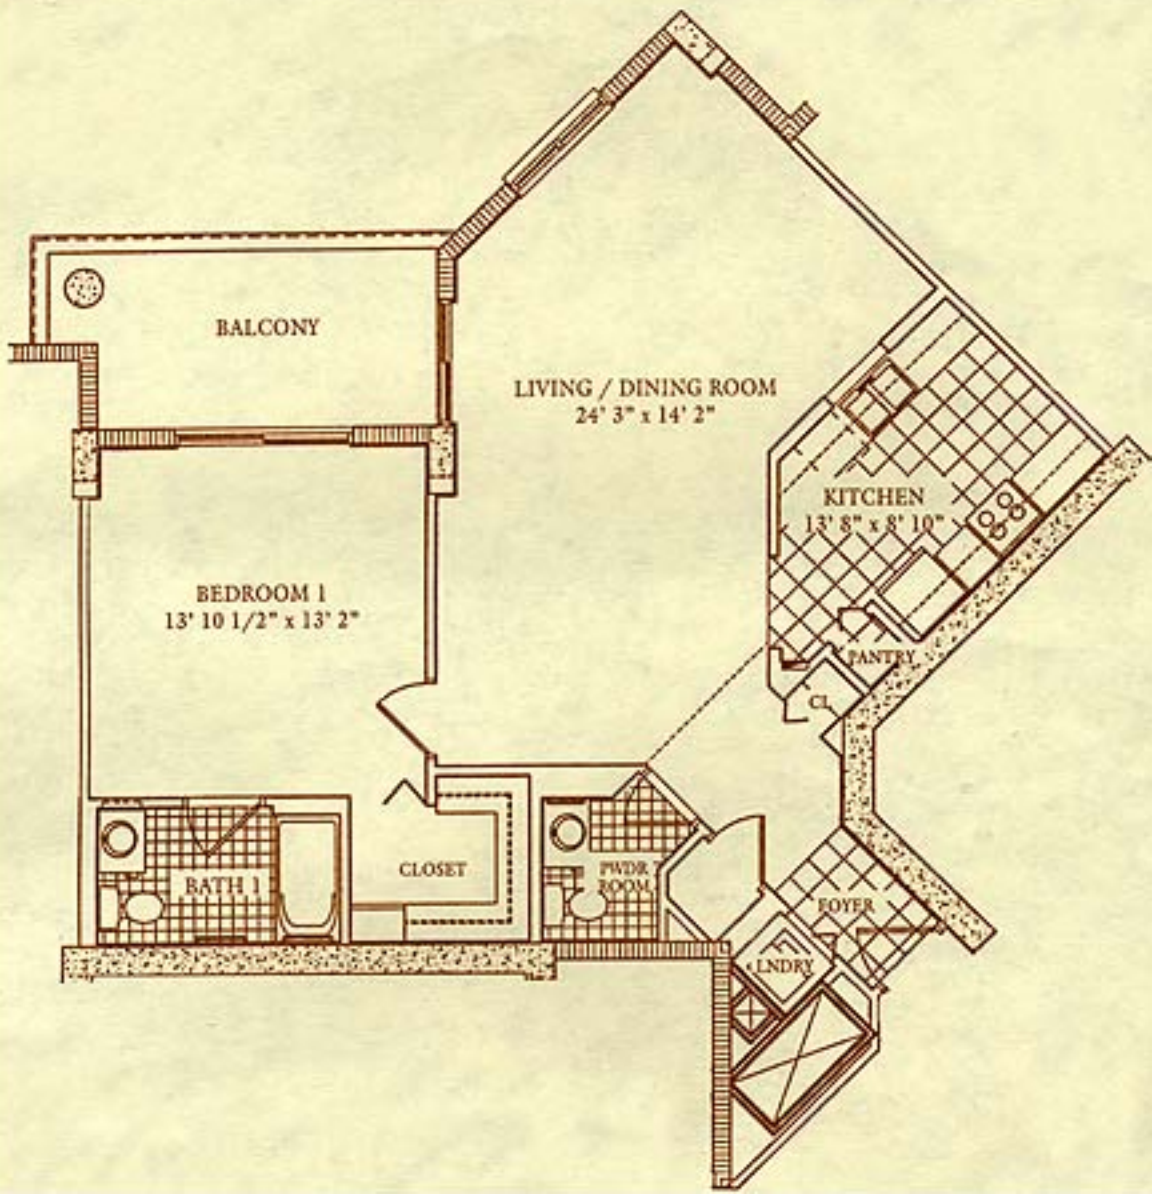 BALCONY
LIVING / DINING ROOM
24' 3" x 14' 2"
KITCHEN
13' 8" x 8' 10"
BEDROOM 1
13' 10 1/2" x 13' 2"
PANTRY
CL
CLOSET
BATH 1
PWDR
ROOM
FOYER
LNDRY